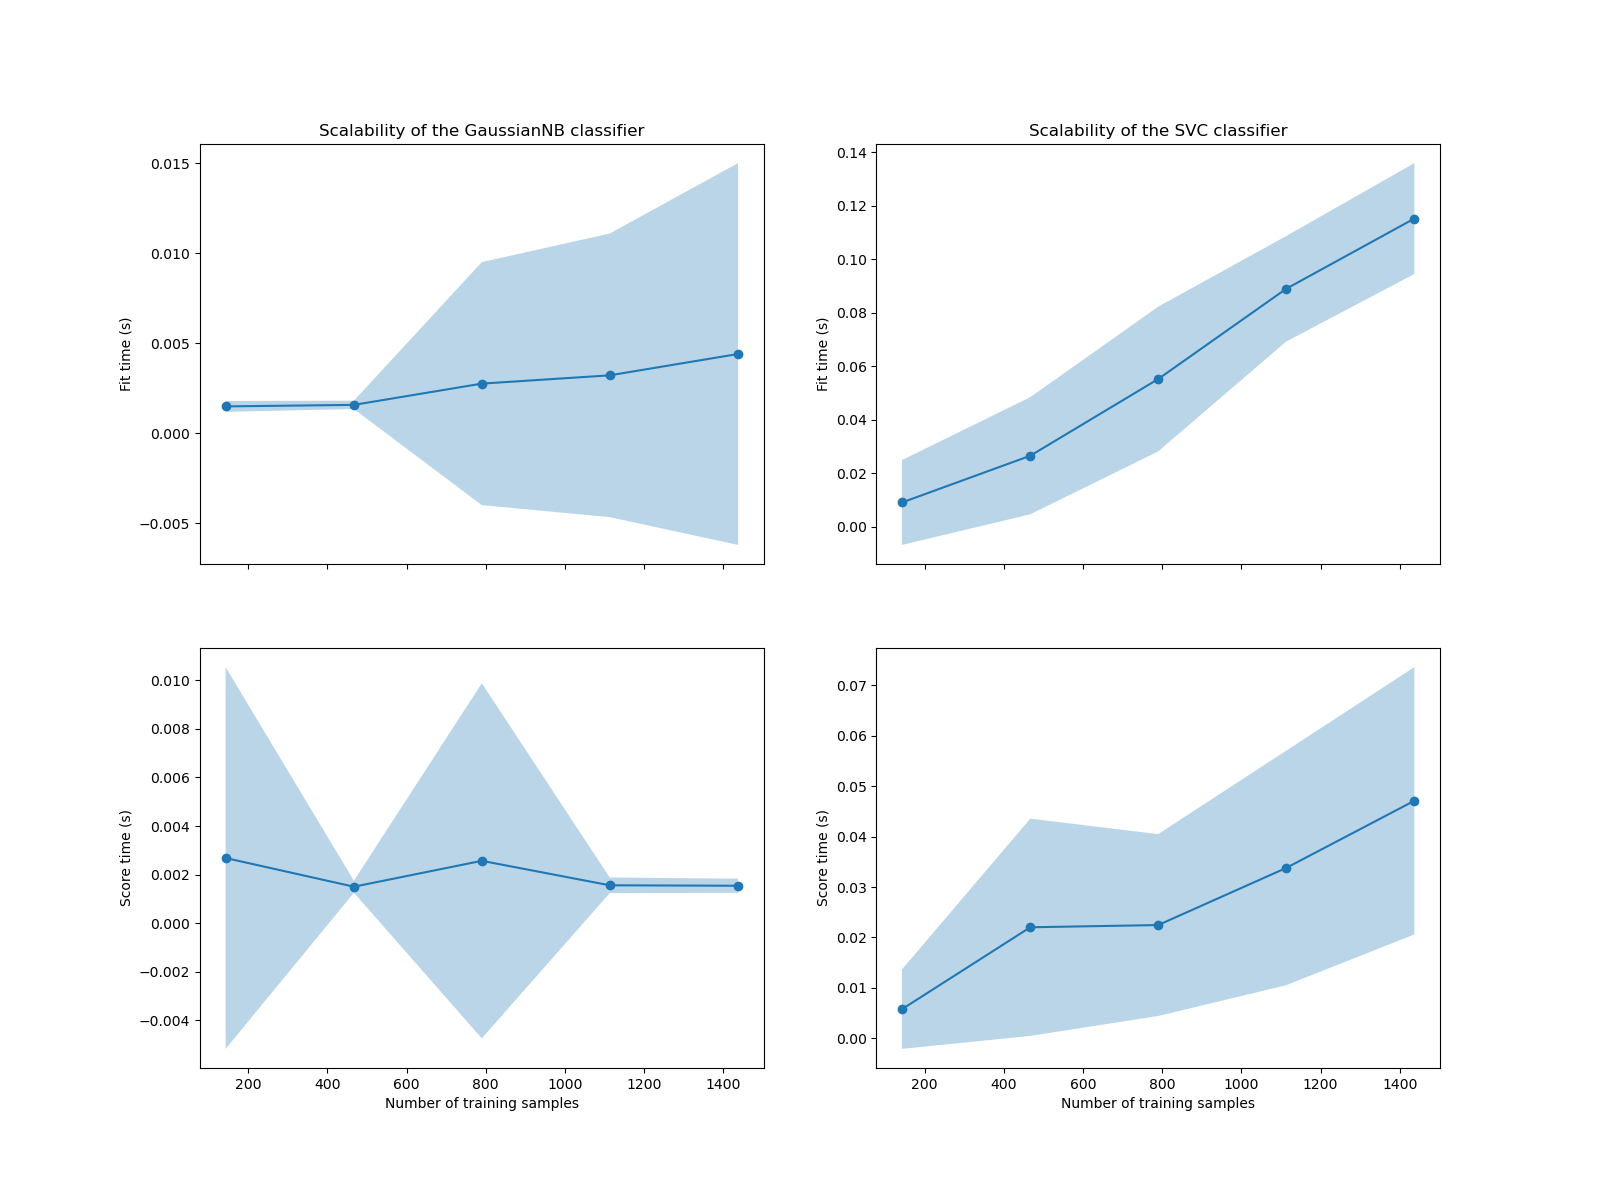 Scalability of the GaussianNB classifier
0.015
0.010
0.005
0.000
−0.005
Fit time (s)
Scalability of the SVC classifier
0.14
0.12
0.10
0.08
0.06
0.04
0.02
0.00
Fit time (s)
0.010
0.008
0.006
0.004
0.002
0.000
−0.002
−0.004
Score time (s)
200 400 600 800 1000 1200 1400
Number of training samples
0.07
0.06
0.05
0.04
0.03
0.02
0.01
0.00
Score time (s)
200 400 600 800 1000 1200 1400
Number of training samples